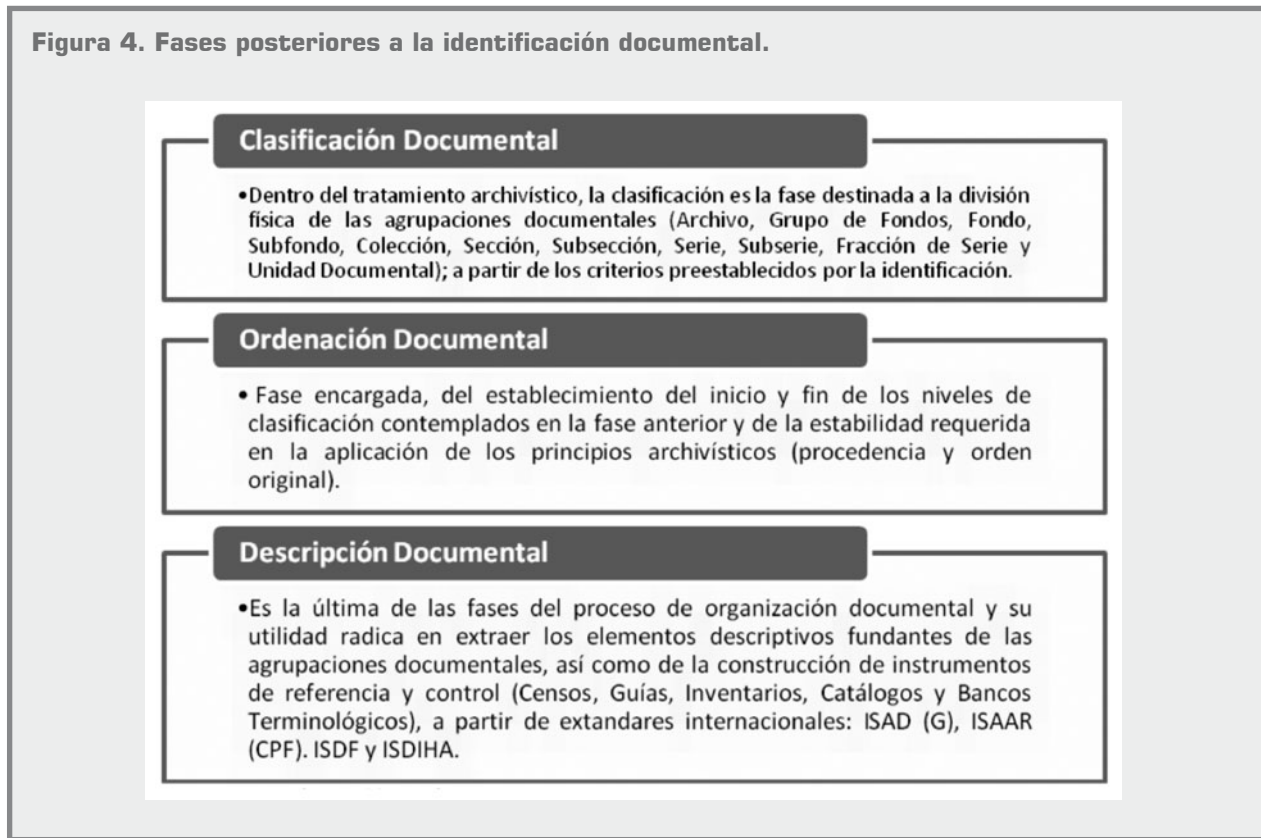 Figura 4. Fases posteriores a la identificación documental.
Clasificación Documental
•Dentro del tratamiento archivístico, la clasificación es la fase destinada a la división
física de las agrupaciones documentales (Archivo, Grupo de Fondos, Fondo,
Subfondo, Colección, Sección, Subsección, Serie, Subserie, Fracción de Serie y
Unidad Documental); a partir de los criterios preestablecidos por la identificación.
Ordenación Documental
• Fase encargada, del establecimiento del inicio y fin de los niveles de
clasificación contemplados en la fase anterior y de la estabilidad requerida
en la aplicación de los principios archivísticos (procedencia y orden
original).
Descripción Documental
•Es la última de las fases del proceso de organización documental y su
utilidad radica en extraer los elementos descriptivos fundantes de las
agrupaciones documentales, así como de la construcción de instrumentos
de referencia y control (Censos, Guías, Inventarios, Catálogos y Bancos
Terminológicos), a partir de extandares internacionales: ISAD (G), ISAAR
(CPF). ISDF y ISDIHA.